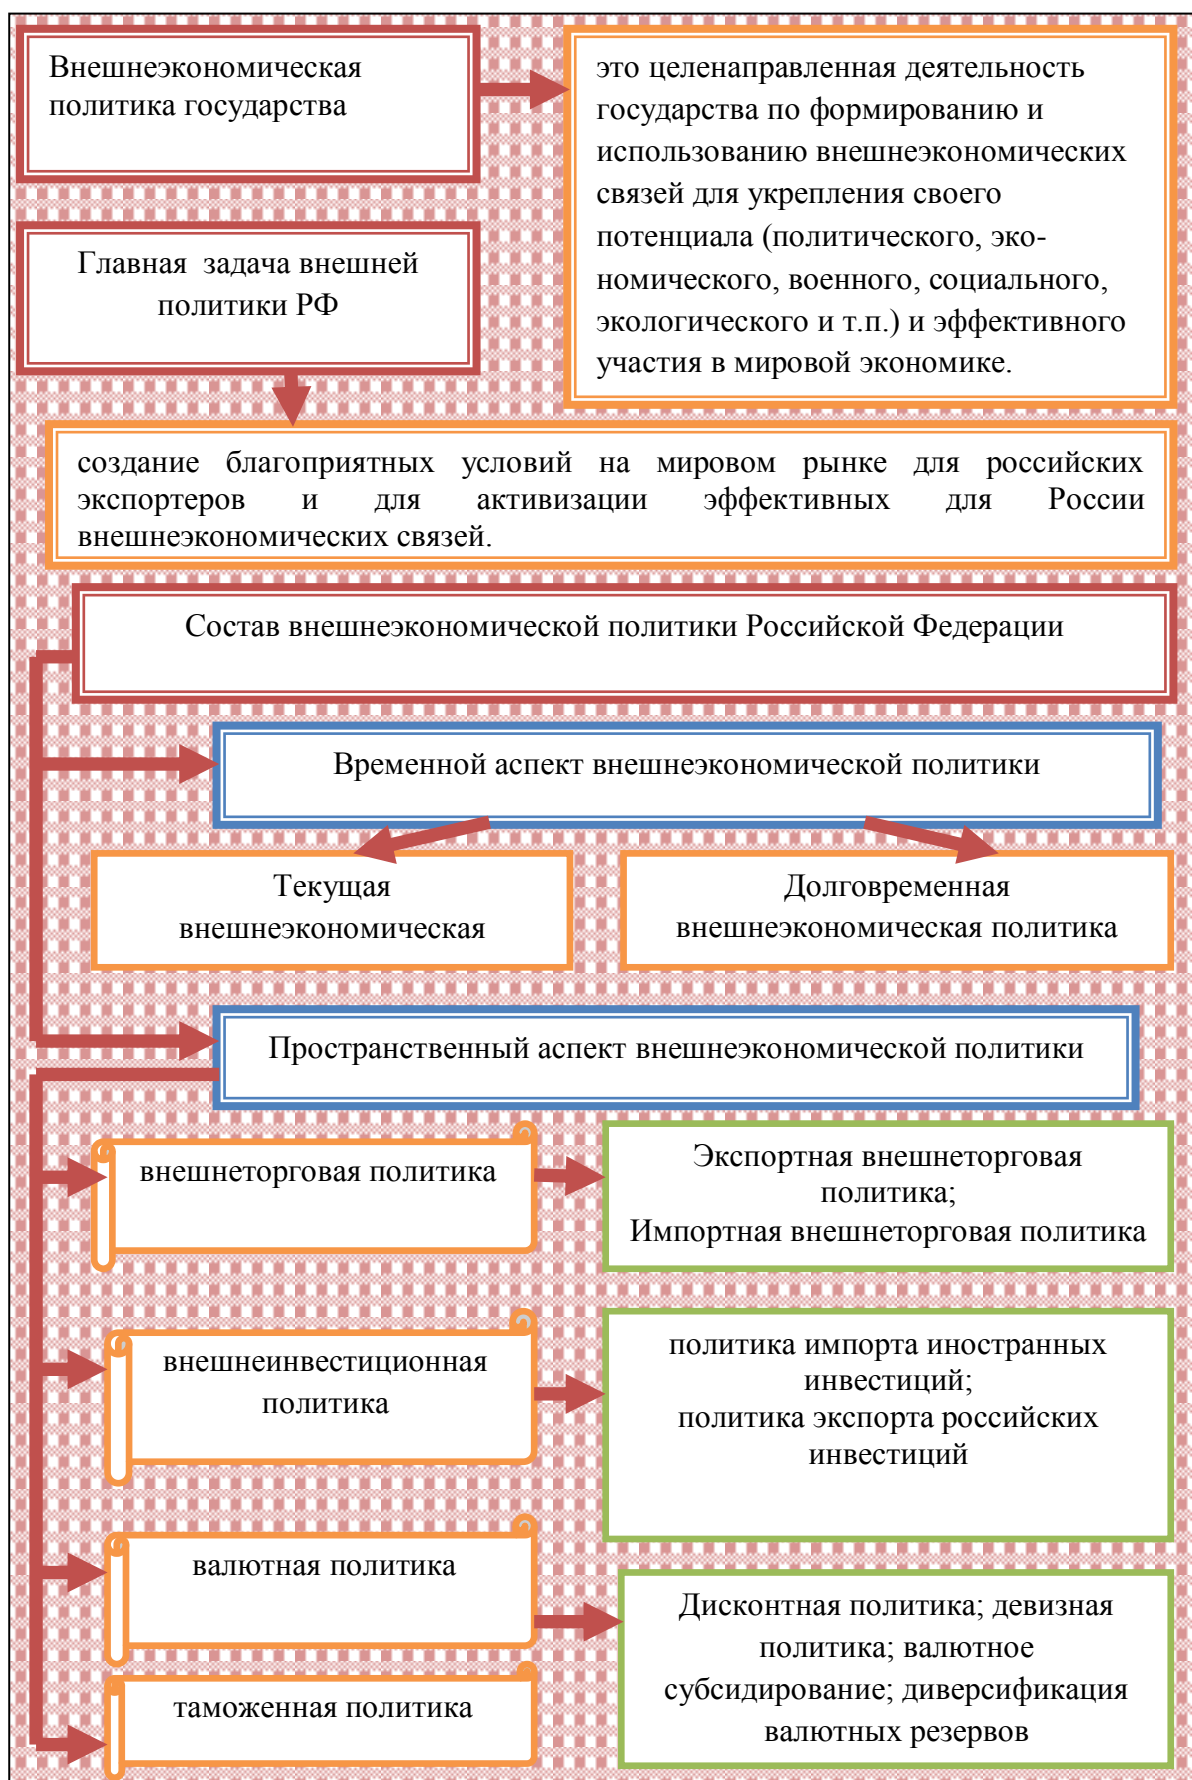 Внешнеэкономическая
политика государства
это целенаправленная деятельность
государства по формированию и
использованию внешнеэкономических
связей для укрепления своего
потенциала (политического, эко-
номического, военного, социального,
экологического и т.п.) и эффективного
участия в мировой экономике.
Главная задача внешней
политики РФ
создание благоприятных условий на мировом рынке для российских
экспортеров и для активизации эффективных для России
внешнеэкономических связей.
Состав внешнеэкономической политики Российской Федерации
Временной аспект внешнеэкономической политики
Текущая
внешнеэкономическая
Долговременная
внешнеэкономическая политика
Пространственный аспект внешнеэкономической политики
внешнеторговая политика
Экспортная внешнеторговая
политика;
Импортная внешнеторговая политика
внешнеинвестиционная
политика
политика импорта иностранных
инвестиций;
политика экспорта российских
инвестиций
валютная политика
Дисконтная политика; девизная
политика; валютное
субсидирование; диверсификация
валютных резервов
таможенная политика